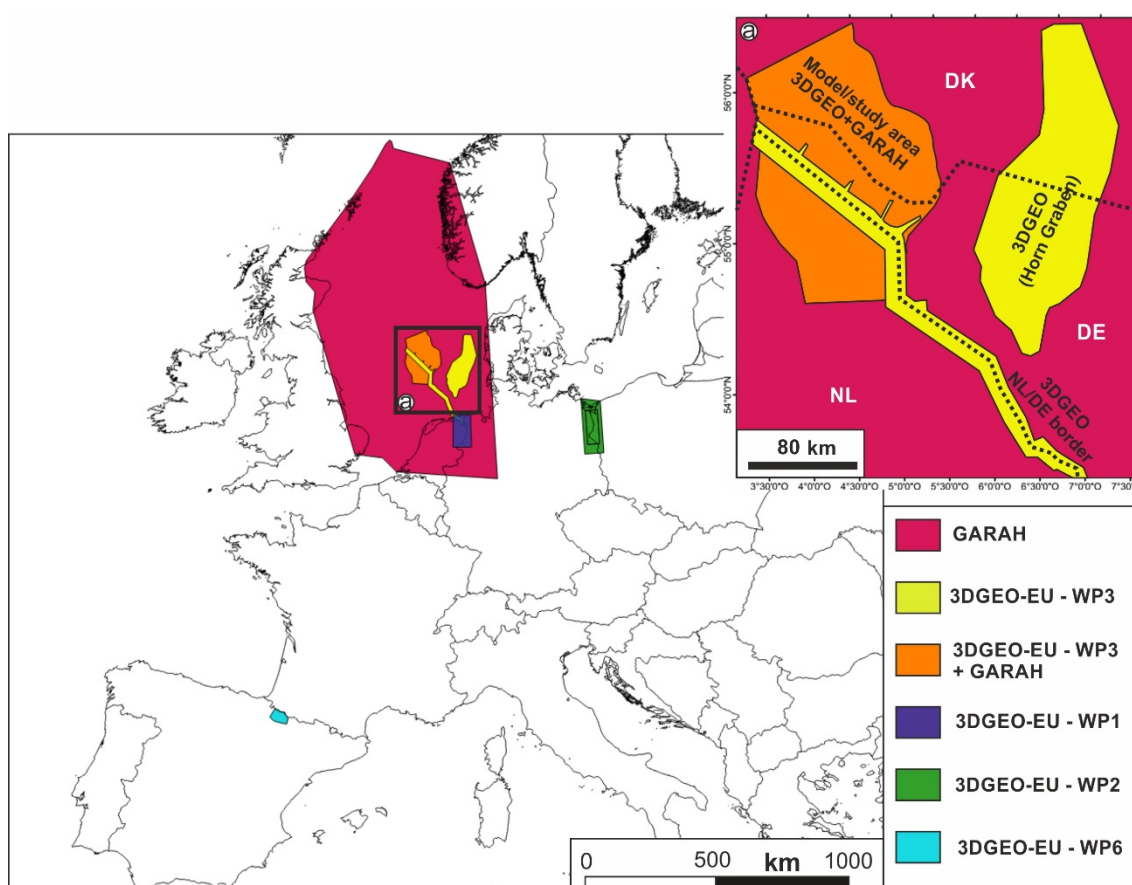 a
DK
Model/study area
3DGEO+GARAH
3DGEO
(Horn Graben)
DE
NL
3DGEO
NL/DE border
80 km
56°0'0"N
55°0'0"N
54°0'0"N
3°30'0"O
4°0'0"O
4°30'0"O
5°0'0"O
5°30'0"O
6°0'0"O
6°30'0"O
7°0'0"O
a
GARAH
3DGEO-EU - WP3
3DGEO-EU - WP3
+ GARAH
3DGEO-EU - WP1
3DGEO-EU - WP2
3DGEO-EU - WP6
0 500 km 1000